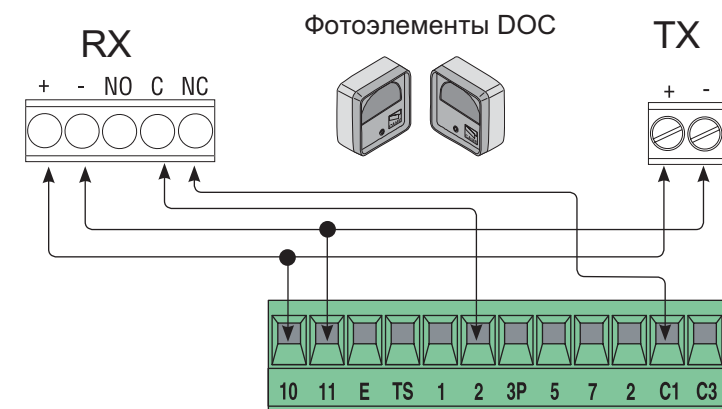 Фотоэлементы DOC
RX
TX
+ - NO C NC
+ -
10 11 E TS 1 2 3P 5 7 2 C1 C3